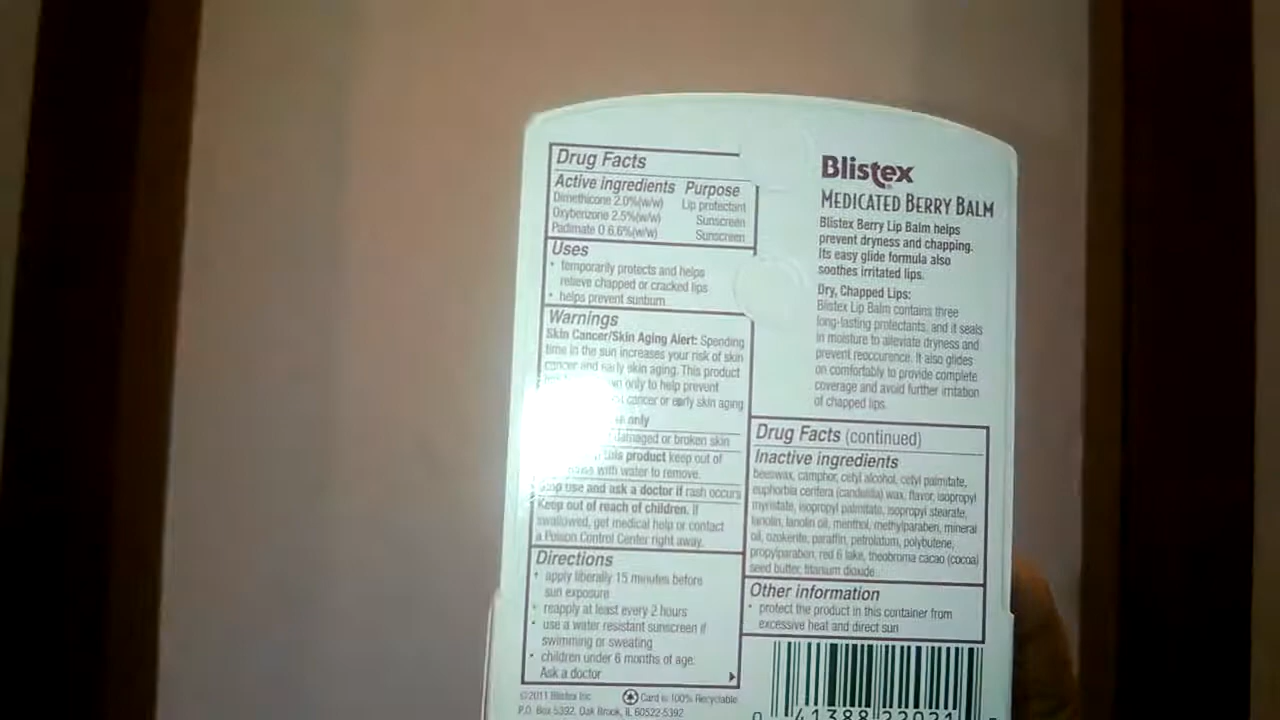 Drug Facts
Active ingredients Purpose
Dimethicone 2.0%(w/w) Lip protectant
Oxybenzone 2.5%(w/w) Sunscreen
Padimate O 6.6%(w/w) Sunscreen
Uses
• temporarily protects and helps
relieve chapped or cracked lips
• helps prevent sunburn
Warnings
Skin Cancer/Skin Aging Alert: Spending
time in the sun increases your risk of skin
cancer and early skin aging. This product
only to help prevent
cancer or early skin aging
only
damaged or broken skin
this product keep out of
with water to remove.
use and ask a doctor if rash occurs
Keep out of reach of children. If
swallowed, get medical help or contact
a Poison Control Center right away.
Directions
• apply liberally 15 minutes before
sun exposure
• reapply at least every 2 hours
• use a water resistant sunscreen if
swimming or sweating
• children under 6 months of age:
Ask a doctor
©2011 Blistex Inc. Card is 100% Recyclable
P.O. Box 5392, Oak Brook, IL 60522-5392
Blistex
MEDICATED BERRY BALM
Blistex Berry Lip Balm helps
prevent dryness and chapping.
Its easy glide formula also
soothes irritated lips.
Dry, Chapped Lips:
Blistex Lip Balm contains three
long-lasting protectants, and it seals
in moisture to alleviate dryness and
prevent reoccurence. It also glides
on comfortably to provide complete
coverage and avoid further irritation
of chapped lips.
Drug Facts (continued)
Inactive ingredients
beeswax, camphor, cetyl alcohol, cetyl palmitate,
euphorbia cerifera (candelilla) wax, flavor, isopropyl
myristate, isopropyl palmitate, isopropyl stearate,
lanolin, lanolin oil, menthol, methylparaben, mineral
oil, ozokerite, paraffin, petrolatum, polybutene,
propylparaben, red 6 lake, theobroma cacao (cocoa)
seed butter, titanium dioxide
Other information
• protect the product in this container from
excessive heat and direct sun
0 41388 22021